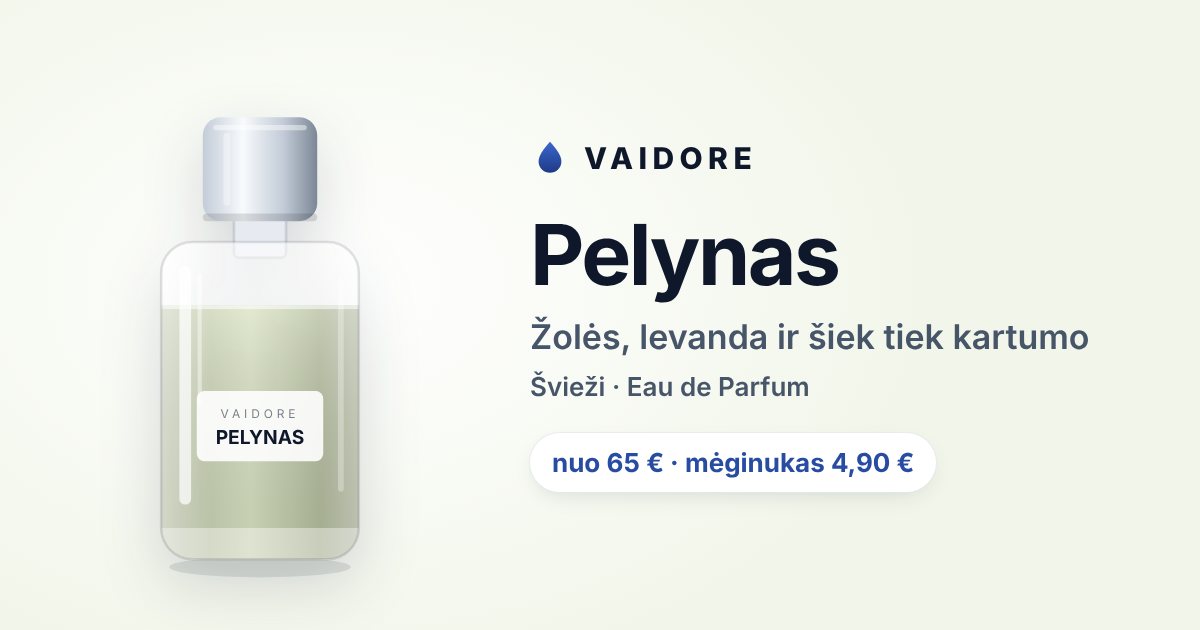 VAIDORE
Pelynas
Žolės, levanda ir šiek tiek kartumo
Švieži · Eau de Parfum
nuo 65 € · mėginukas 4,90 €
VAIDORE
PELYNAS